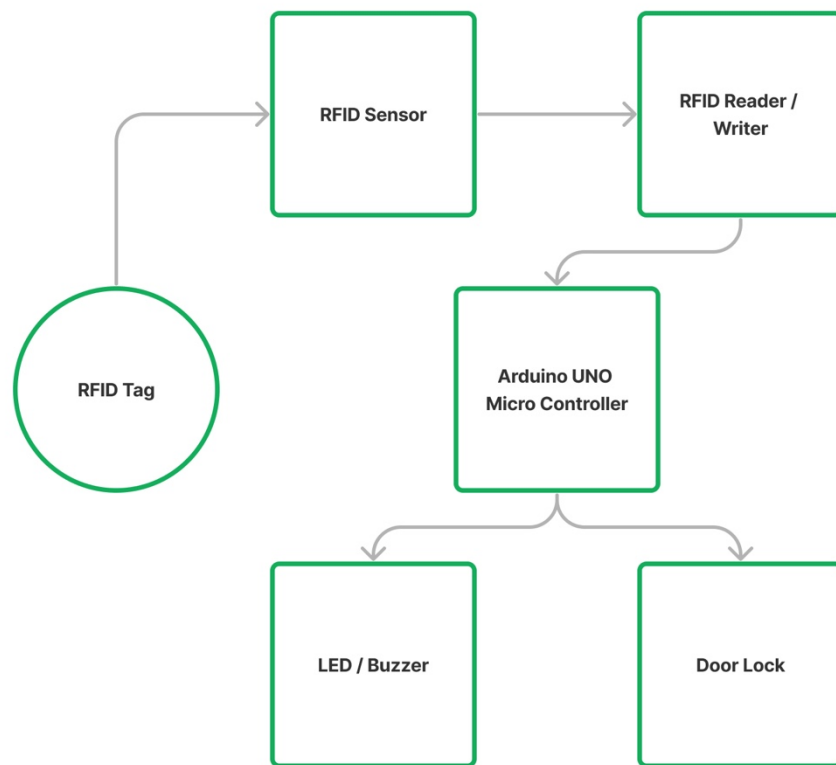 RFID Sensor
RFID Reader /
Writer
RFID Tag
Arduino UNO
Micro Controller
LED / Buzzer
Door Lock